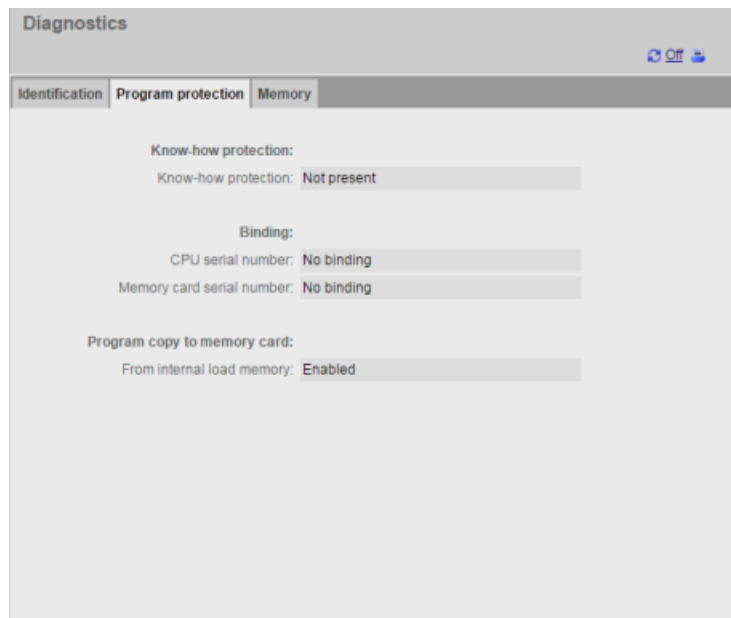 Diagnostics
Off
Identification Program protection Memory
Know-how protection:
Know-how protection: Not present
Binding:
CPU serial number: No binding
Memory card serial number: No binding
Program copy to memory card:
From internal load memory: Enabled